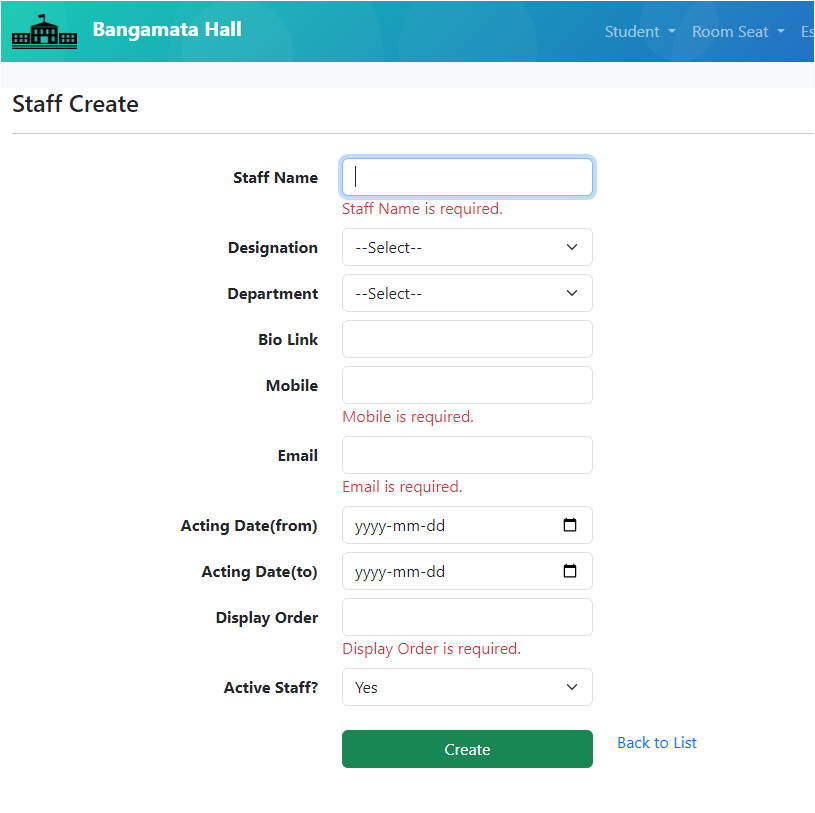 Bangamata Hall
Student
Room Seat
Es
Staff Create
Staff Name
Staff Name is required.
Designation
--Select--
Department
--Select--
Bio Link
Mobile
Mobile is required.
Email
Email is required.
Acting Date(from)
yyyy-mm-dd
Acting Date(to)
yyyy-mm-dd
Display Order
Display Order is required.
Active Staff?
Yes
Create
Back to List